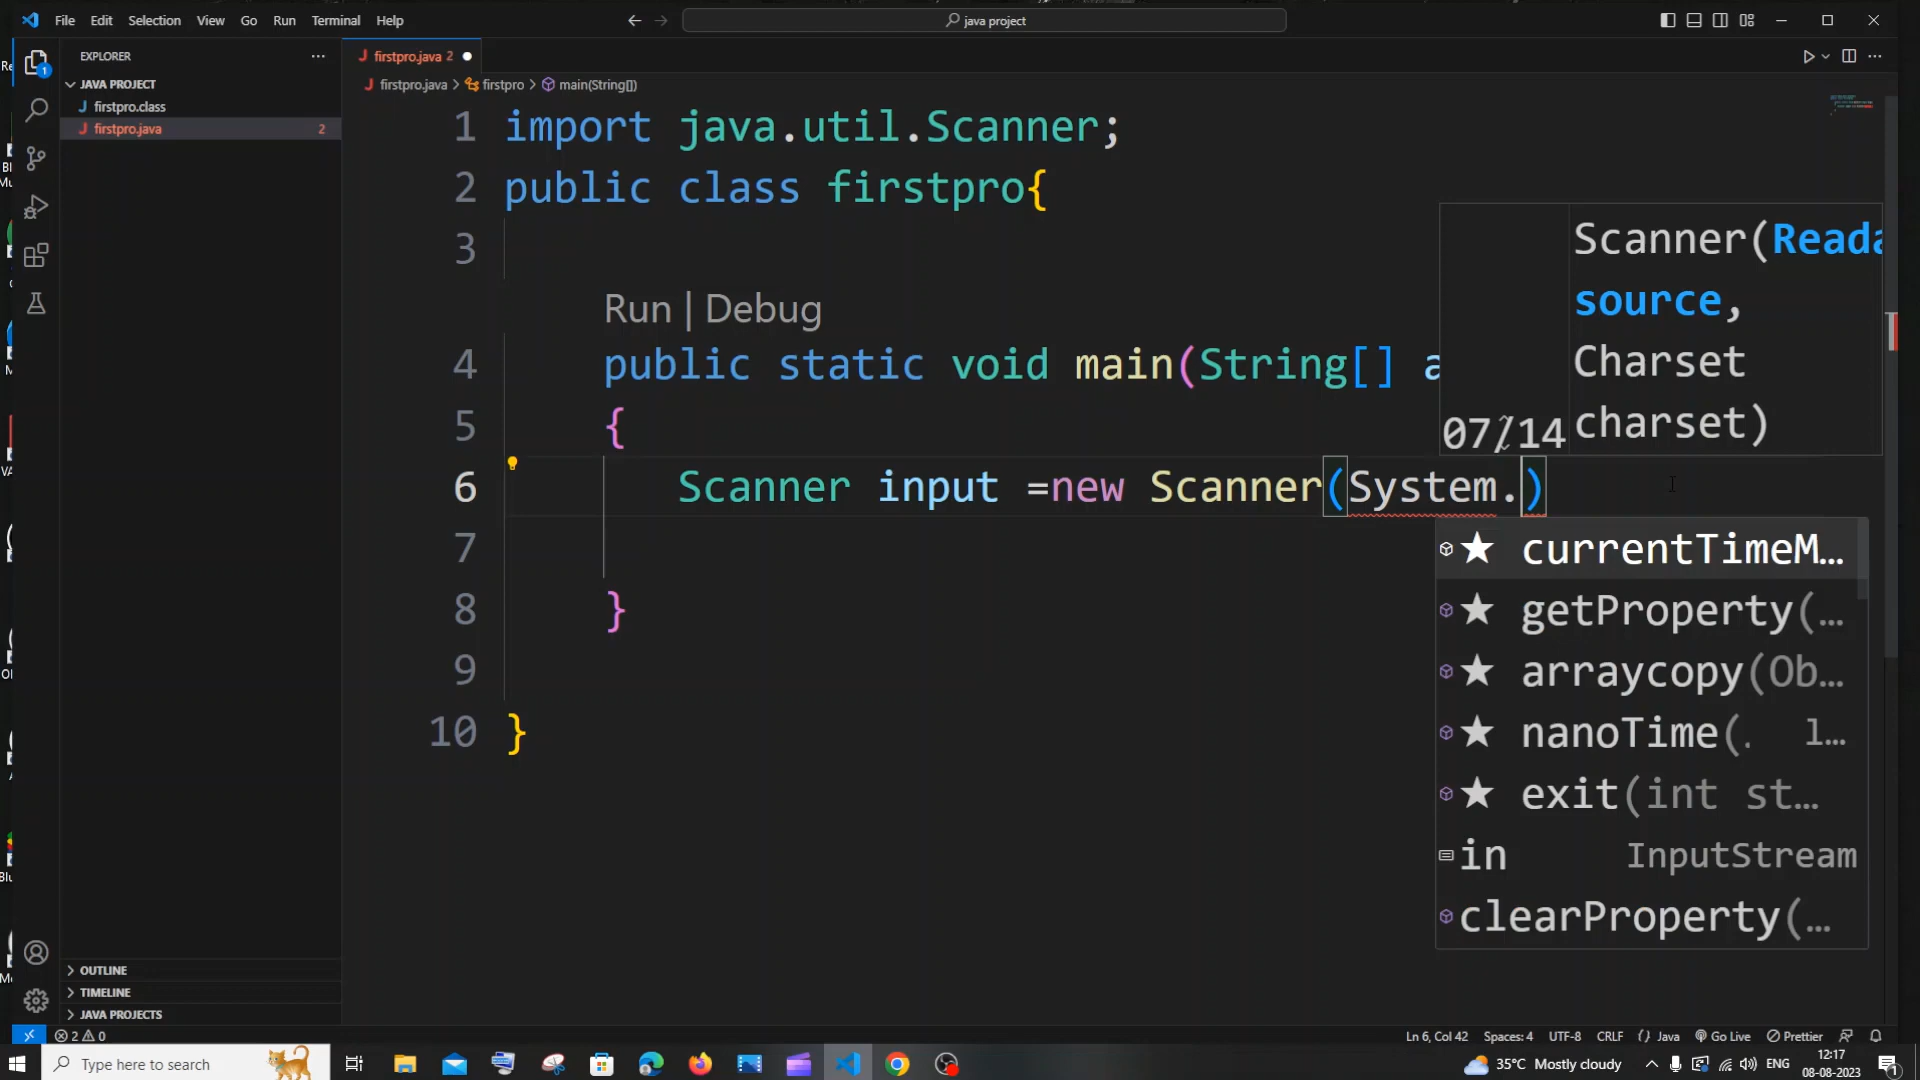 File Edit Selection View Go Run Terminal Help
java project
EXPLORER
JAVA PROJECT
firstpro.class
firstpro.java 2
1
firstpro.java 2
firstpro.java firstpro main(String[])
1 import java.util.Scanner;
2 public class firstpro{
3
Run | Debug
4 public static void main(String[] a
5 {
6 Scanner input =new Scanner(System.)
7
8 }
9
10 }
Scanner(Reada
source,
Charset
charset)
07/14
currentTimeM...
getProperty(...
arraycopy(Ob...
nanoTime(. l...
exit(int st...
in InputStream
clearProperty(...
OUTLINE
TIMELINE
JAVA PROJECTS
2 0
Ln 6, Col 42 Spaces: 4 UTF-8 CRLF {} Java Go Live Prettier
Type here to search
35°C Mostly cloudy ENG 12:17
08-08-2023
1